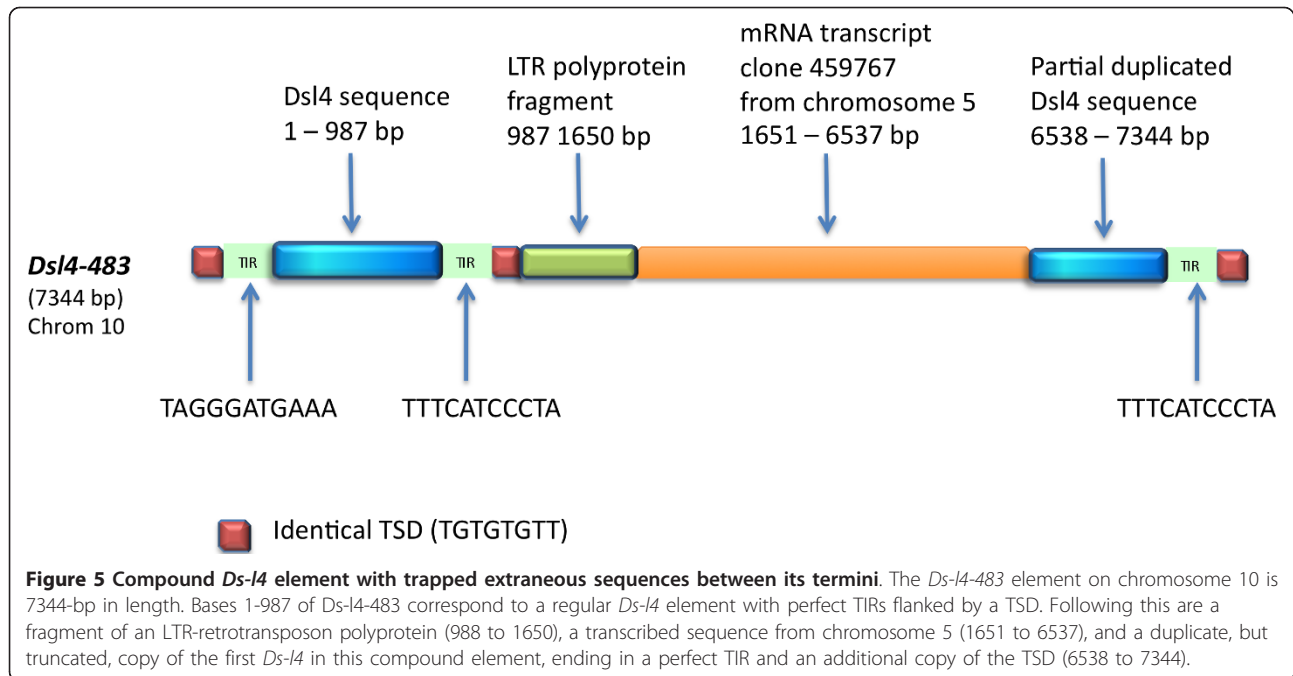 mRNA transcript
clone 459767
from chromosome 5
1651 – 6537 bp
LTR polyprotein
fragment
987 1650 bp
Partial duplicated
Dsl4 sequence
6538 – 7344 bp
Dsl4 sequence
1 – 987 bp
Dsl4-483
(7344 bp)
Chrom 10
TIR
TIR
TIR
TAGGGATGAAA
TTTCATCCCTA
TTTCATCCCTA
Identical TSD (TGTGTGTT)
Figure 5 Compound Ds-l4 element with trapped extraneous sequences between its termini. The Ds-l4-483 element on chromosome 10 is
7344-bp in length. Bases 1-987 of Ds-l4-483 correspond to a regular Ds-l4 element with perfect TIRs flanked by a TSD. Following this are a
fragment of an LTR-retrotransposon polyprotein (988 to 1650), a transcribed sequence from chromosome 5 (1651 to 6537), and a duplicate, but
truncated, copy of the first Ds-l4 in this compound element, ending in a perfect TIR and an additional copy of the TSD (6538 to 7344).